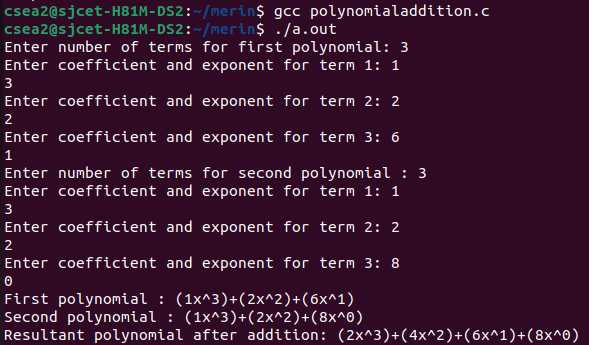 csea2@sjcet-H81M-DS2:~/merin$ gcc polynomialaddition.c
csea2@sjcet-H81M-DS2:~/merin$ ./a.out
Enter number of terms for first polynomial: 3
Enter coefficient and exponent for term 1: 1
3
Enter coefficient and exponent for term 2: 2
2
Enter coefficient and exponent for term 3: 6
1
Enter number of terms for second polynomial : 3
Enter coefficient and exponent for term 1: 1
3
Enter coefficient and exponent for term 2: 2
2
Enter coefficient and exponent for term 3: 8
0
First polynomial : (1x^3)+(2x^2)+(6x^1)
Second polynomial : (1x^3)+(2x^2)+(8x^0)
Resultant polynomial after addition: (2x^3)+(4x^2)+(6x^1)+(8x^0)